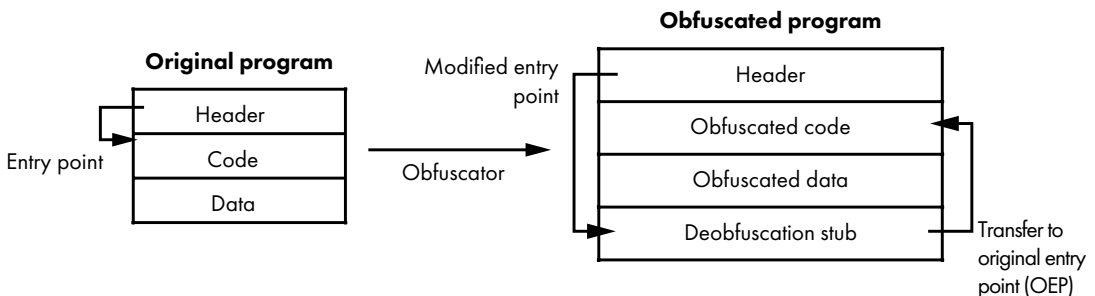 Original program
Header
Code
Data
Entry point
Obfuscator
Obfuscated program
Modified entry
point
Header
Obfuscated code
Obfuscated data
Deobfuscation stub
Transfer to
original entry
point (OEP)